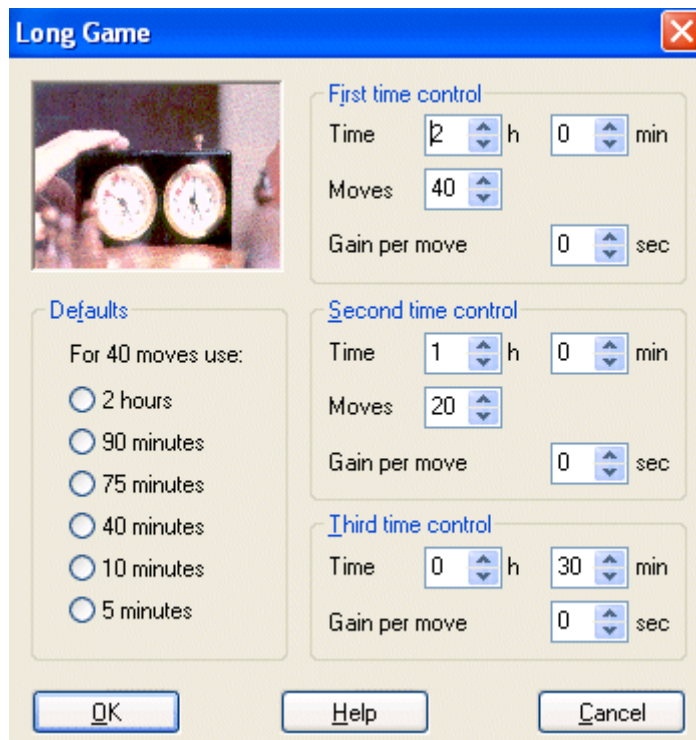 Long Game
First time control
Time 2 h 0 min
Moves 40
Gain per move 0 sec
Defaults
For 40 moves use:
2 hours
90 minutes
75 minutes
40 minutes
10 minutes
5 minutes
Second time control
Time 1 h 0 min
Moves 20
Gain per move 0 sec
Third time control
Time 0 h 30 min
Gain per move 0 sec
OK Help Cancel